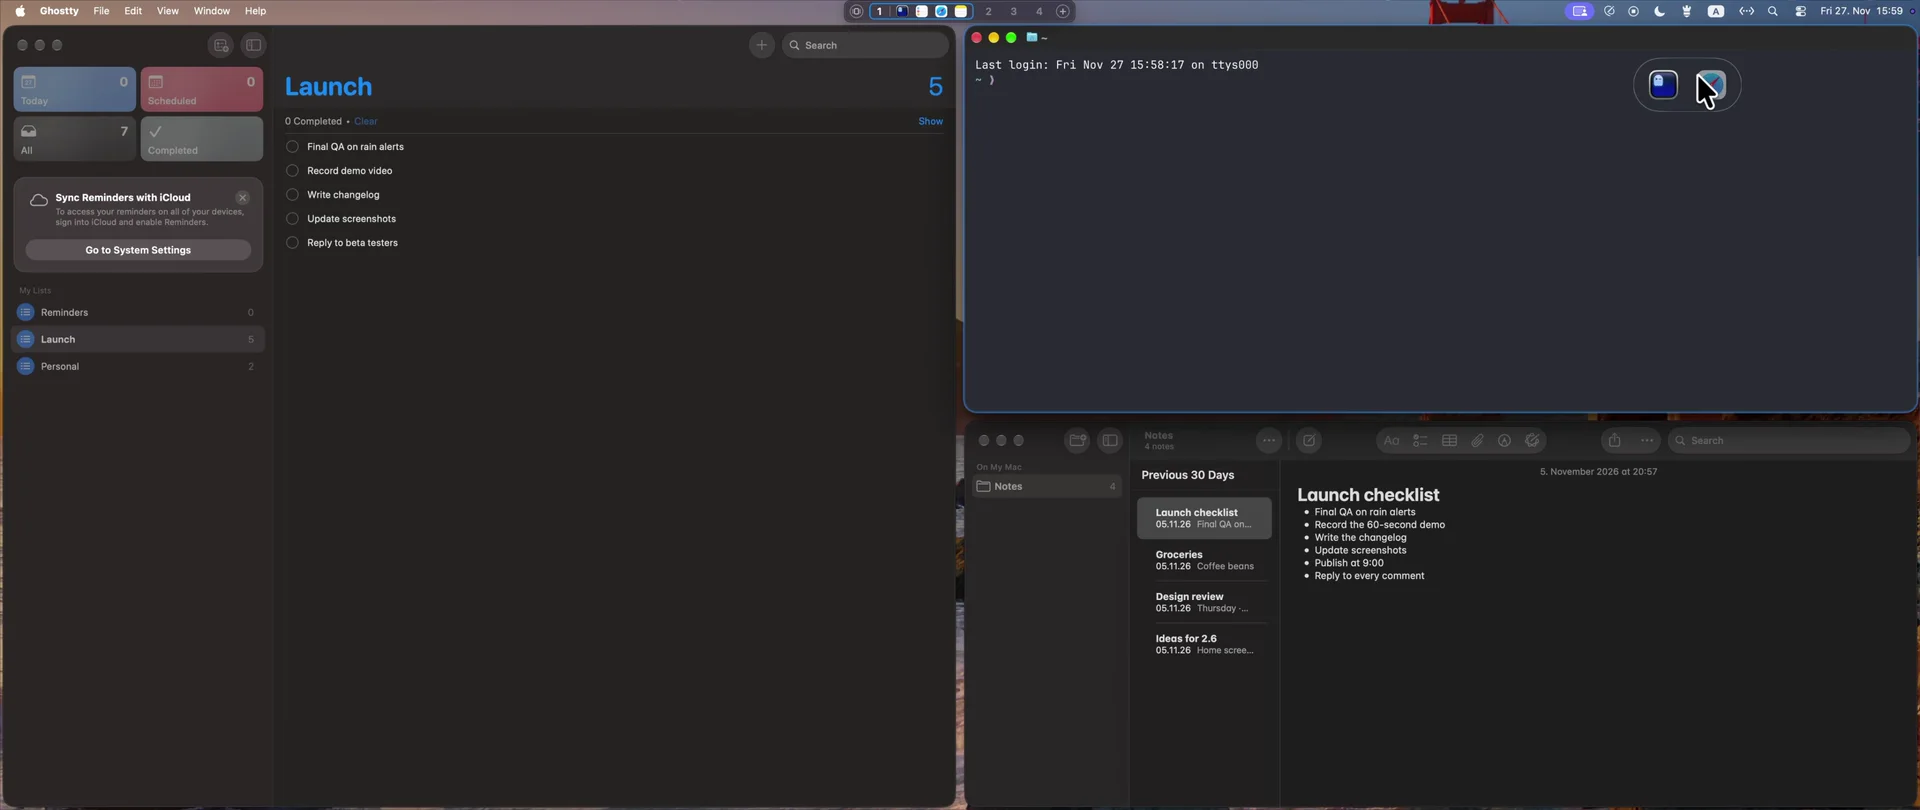 Ghostty File Edit View Window Help
1 2 3 4
A Fri 27. Nov 15:59
Search
Today 0
Scheduled 0
All 7
Completed
Sync Reminders with iCloud
To access your reminders on all of your devices,
sign into iCloud and enable Reminders.
Go to System Settings
My Lists
Reminders 0
Launch 5
Personal 2
Launch 5
0 Completed • Clear Show
Final QA on rain alerts
Record demo video
Write changelog
Update screenshots
Reply to beta testers
~
Last login: Fri Nov 27 15:58:17 on ttys000
~ ⟩
On My Mac
Notes 4
Notes
4 notes
Aa
Search
Previous 30 Days
Launch checklist
05.11.26 Final QA on...
Groceries
05.11.26 Coffee beans
Design review
05.11.26 Thursday ·...
Ideas for 2.6
05.11.26 Home scree...
5. November 2026 at 20:57
Launch checklist
• Final QA on rain alerts
• Record the 60-second demo
• Write the changelog
• Update screenshots
• Publish at 9:00
• Reply to every comment